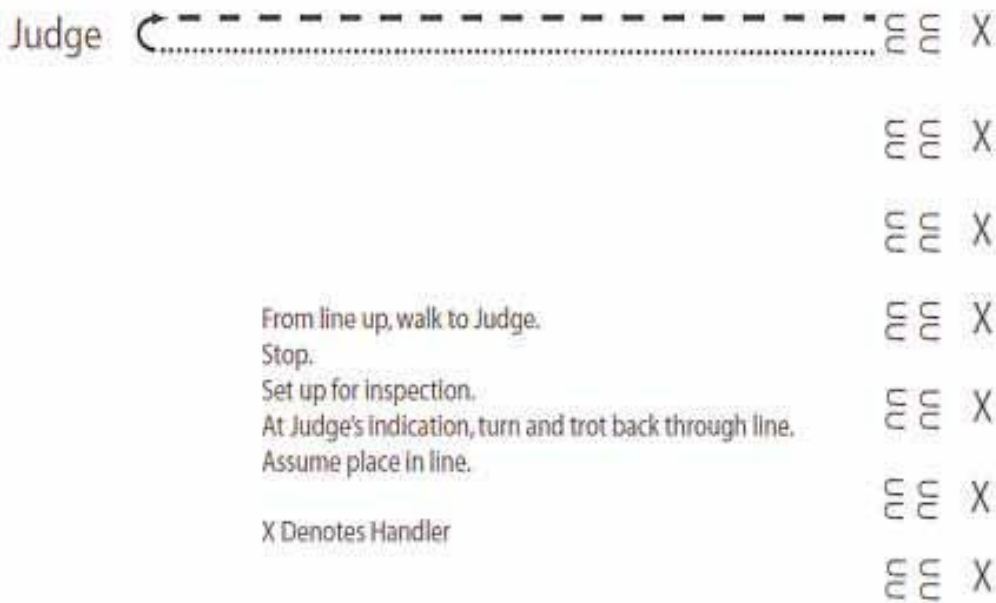 Judge X
X
X
From line up, walk to Judge. X
Stop.
Set up for inspection.
At Judge's indication, turn and trot back through line. X
Assume place in line.
X
X Denotes Handler
X